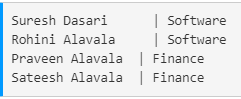 Suresh Dasari      | Software
Rohini Alavala     | Software
Praveen Alavala  | Finance
Sateesh Alavala  | Finance